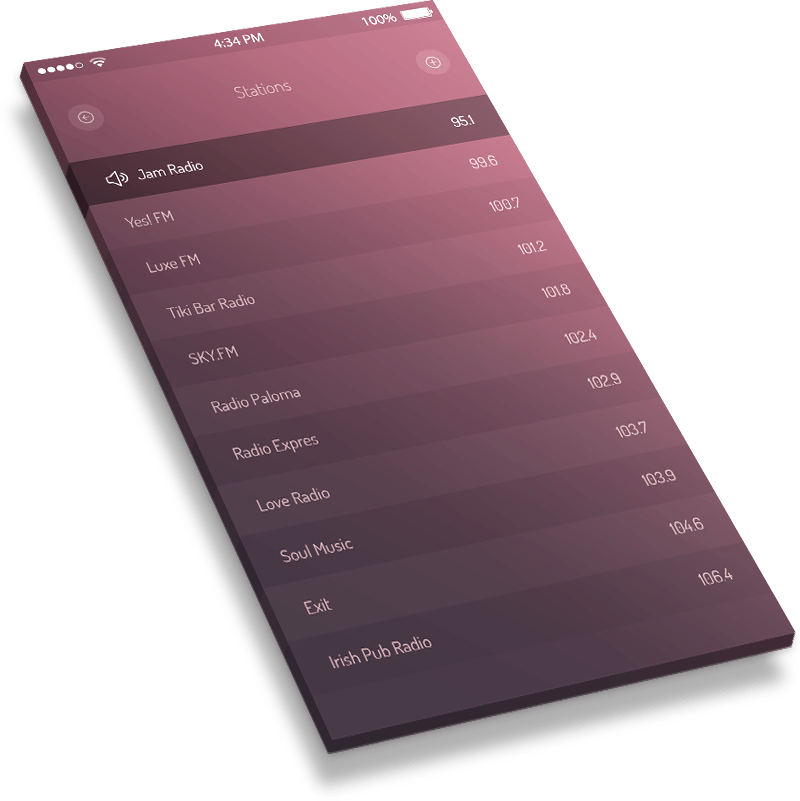 4:34 PM
100%
Stations
Jam Radio 95.1
Yes! FM 99.6
Luxe FM 100.7
Tiki Bar Radio 101.2
SKY.FM 101.8
Radio Paloma 102.4
Radio Expres 102.9
Love Radio 103.7
Soul Music 103.9
Exit 104.6
Irish Pub Radio 106.4